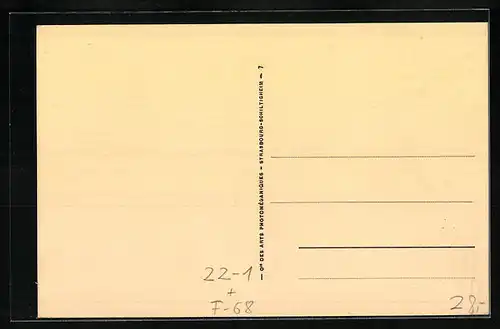 — Cie DES ARTS PHOTOMÉCANIQUES — STRASBOURG-SCHILTIGHEIM — 7
22-1
+
F-68
28,-